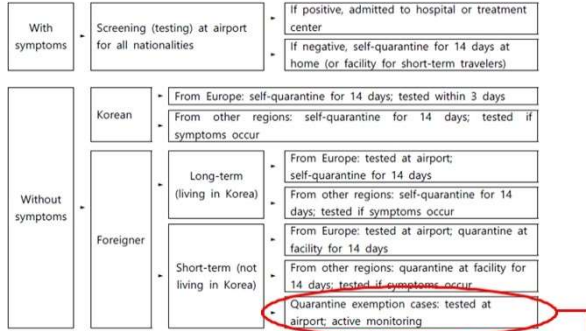 With
symptoms
Screening (testing) at airport
for all nationalities
If positive, admitted to hospital or treatment
center
If negative, self-quarantine for 14 days at
home (or facility for short-term travelers)
Without
symptoms
Korean
From Europe: self-quarantine for 14 days; tested within 3 days
From other regions: self-quarantine for 14 days; tested if
symptoms occur
Foreigner
Long-term
(living in Korea)
From Europe: tested at airport;
self-quarantine for 14 days
From other regions: self-quarantine for 14
days; tested if symptoms occur
Short-term (not
living in Korea)
From Europe: tested at airport; quarantine at
facility for 14 days
From other regions: quarantine at facility for
14 days; tested if symptoms occur
Quarantine exemption cases: tested at
airport; active monitoring